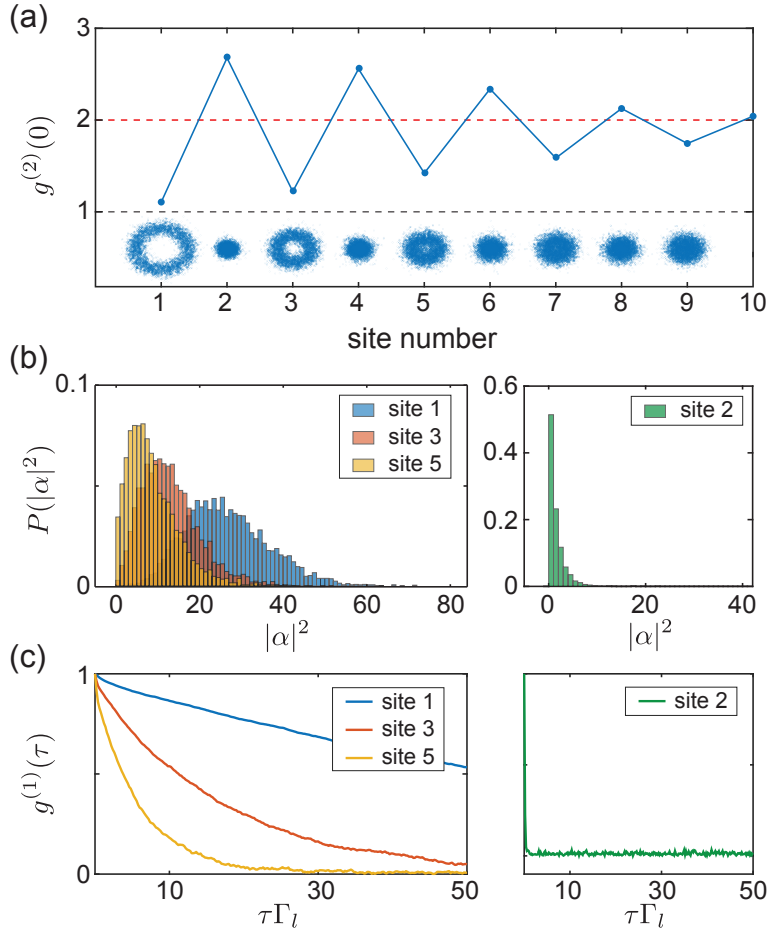 (a)
3
2
1
g^(2)(0)
1 2 3 4 5 6 7 8 9 10
site number
(b)
0.1
0
P(|α|^2)
site 1
site 3
site 5
0 20 40 60 80
|α|^2
0.6
0.4
0.2
0
site 2
0 20 40
|α|^2
(c)
1
0
g^(1)(τ)
site 1
site 3
site 5
10 30 50
τΓ_l
site 2
10 30 50
τΓ_l